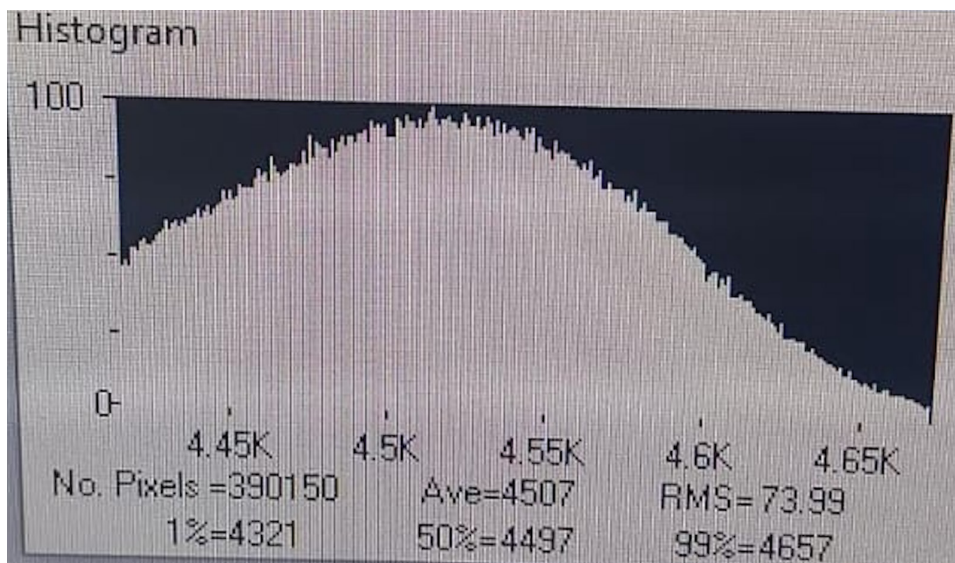 Histogram
100
0
4.45K 4.5K 4.55K 4.6K 4.65K
No. Pixels =390150 Ave=4507 RMS=73.99
1%=4321 50%=4497 99%=4657